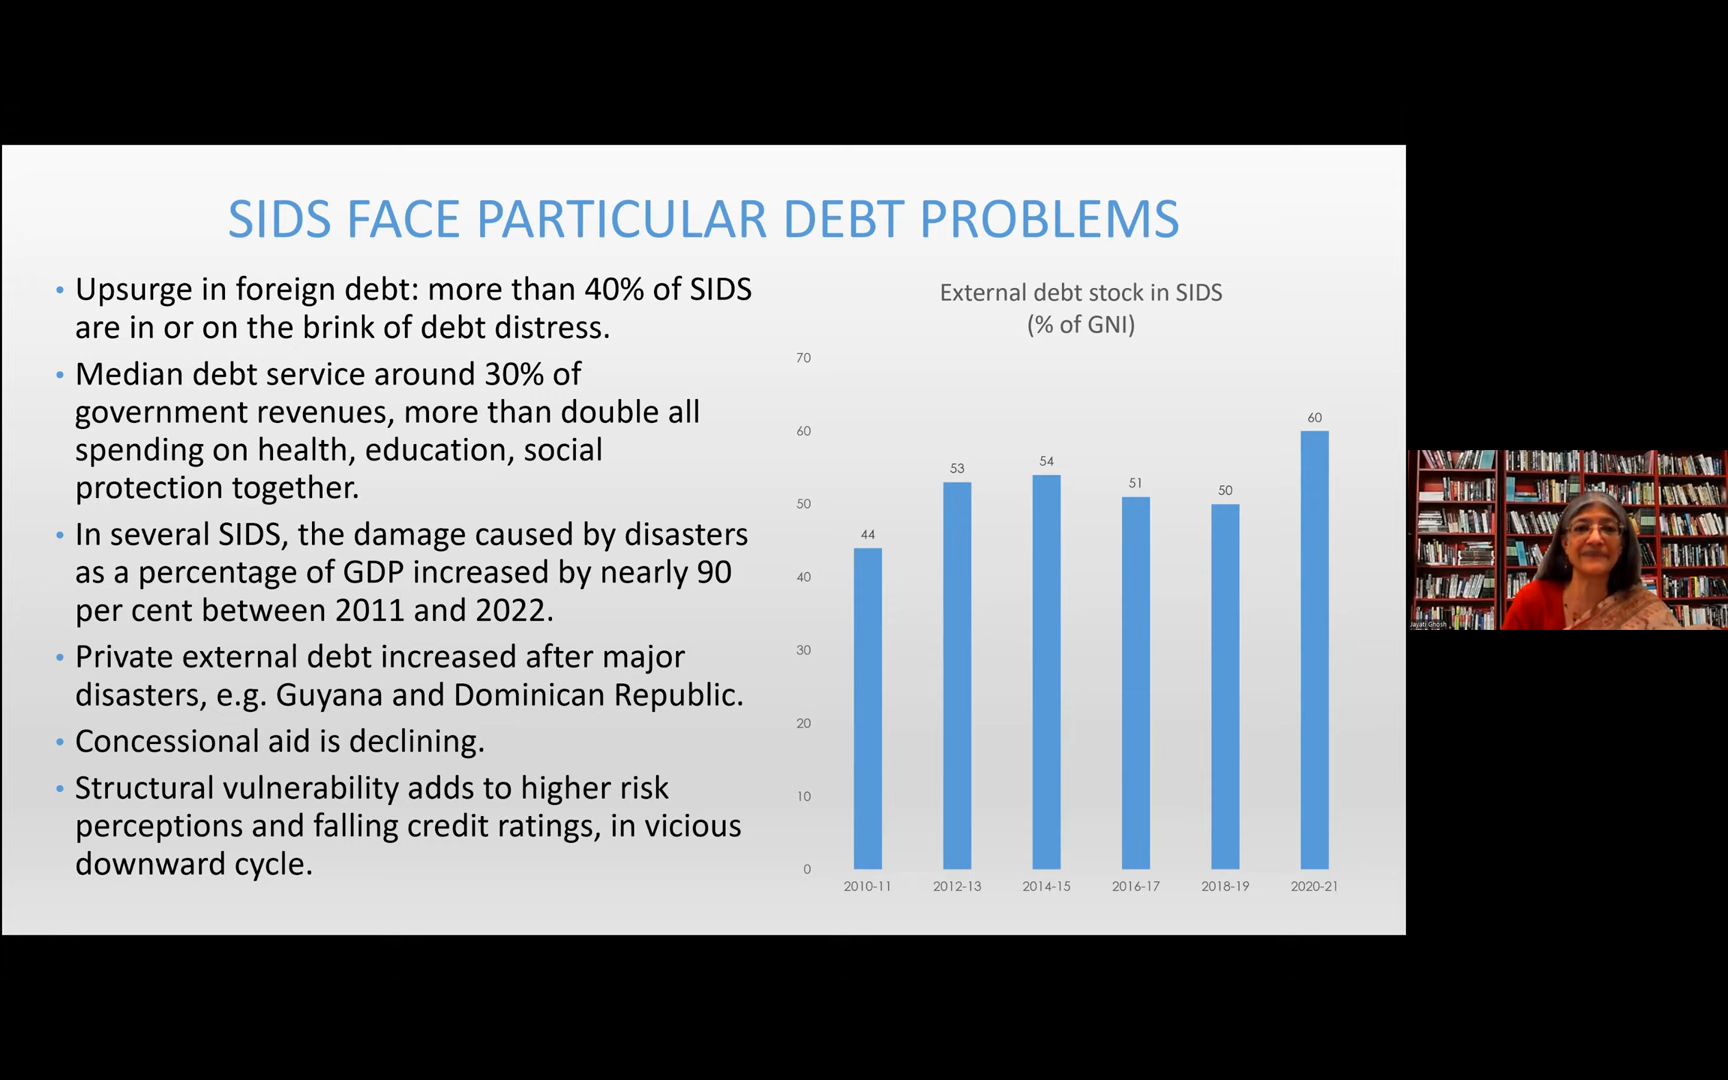 SIDS FACE PARTICULAR DEBT PROBLEMS
• Upsurge in foreign debt: more than 40% of SIDS
are in or on the brink of debt distress.
• Median debt service around 30% of
government revenues, more than double all
spending on health, education, social
protection together.
• In several SIDS, the damage caused by disasters
as a percentage of GDP increased by nearly 90
per cent between 2011 and 2022.
• Private external debt increased after major
disasters, e.g. Guyana and Dominican Republic.
• Concessional aid is declining.
• Structural vulnerability adds to higher risk
perceptions and falling credit ratings, in vicious
downward cycle.
External debt stock in SIDS
(% of GNI)
70
60
50
40
30
20
10
0
44
53
54
51
50
60
2010-11
2012-13
2014-15
2016-17
2018-19
2020-21
Jayati Ghosh